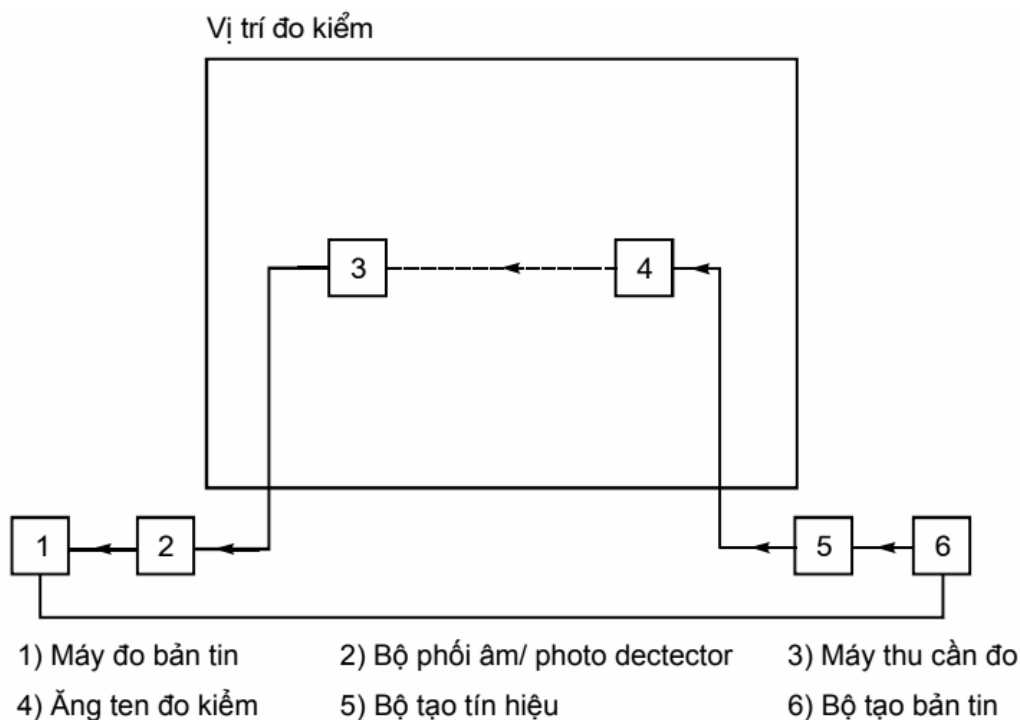 Vị trí đo kiểm
3 4
1 2 5 6
1) Máy đo bản tin 2) Bộ phối âm/ photo dectector 3) Máy thu cần đo
4) Ăng ten đo kiểm 5) Bộ tạo tín hiệu 6) Bộ tạo bản tin